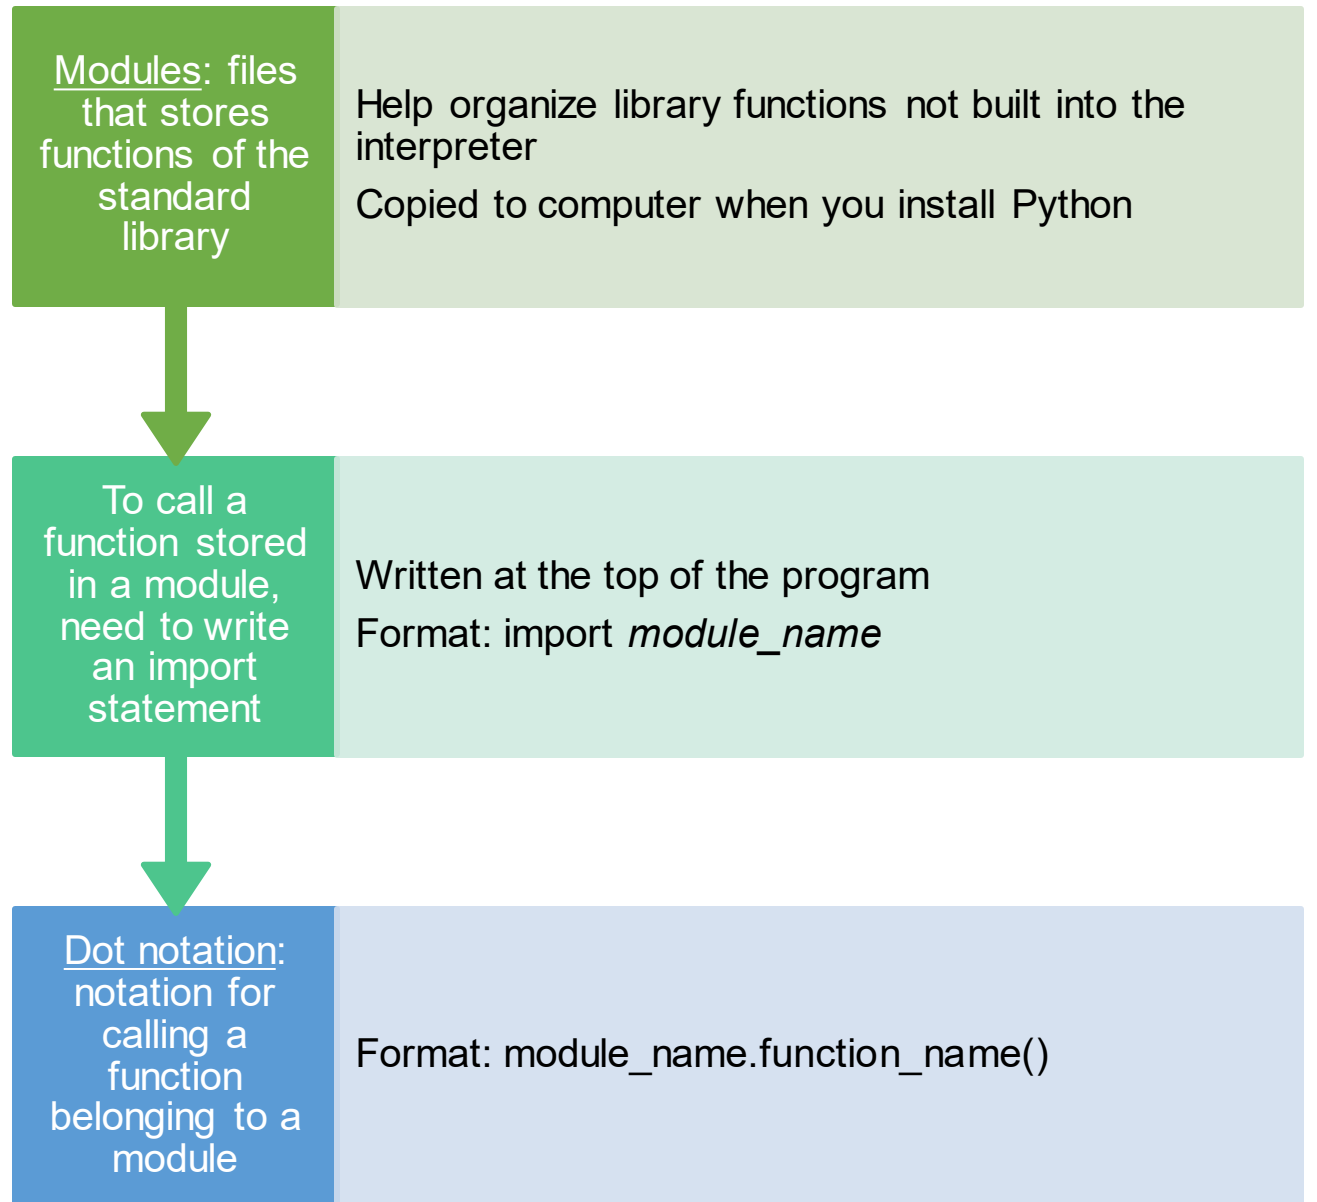 Modules: files
that stores
functions of the
standard
library
Help organize library functions not built into the
interpreter
Copied to computer when you install Python
To call a
function stored
in a module,
need to write
an import
statement
Written at the top of the program
Format: import module_name
Dot notation:
notation for
calling a
function
belonging to a
module
Format: module_name.function_name()